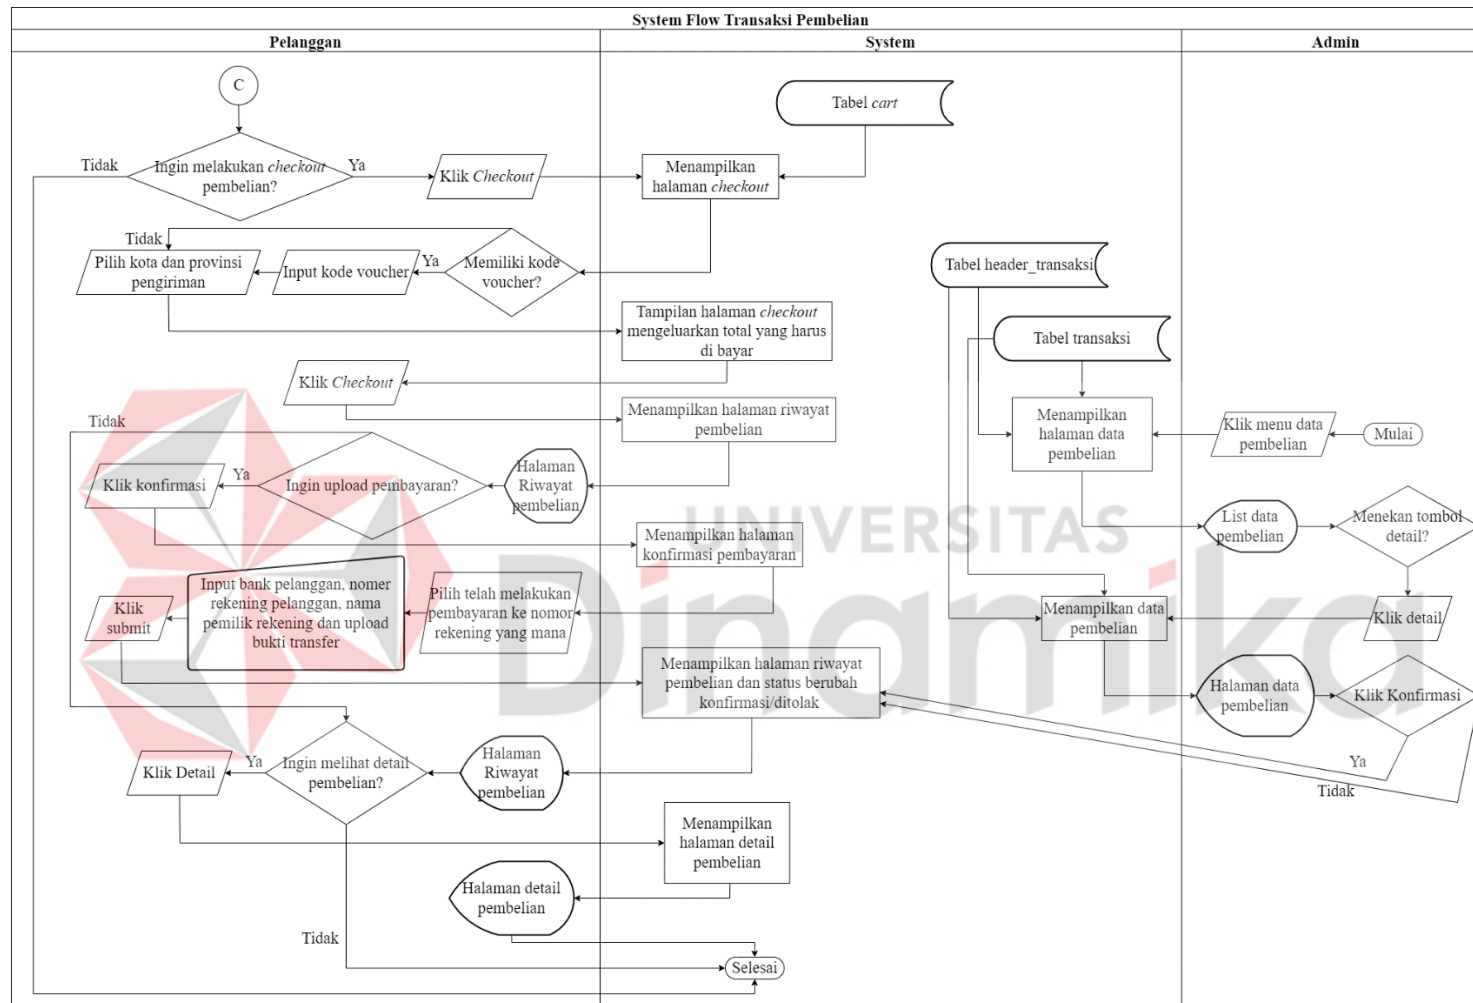 System Flow Transaksi Pembelian
Pelanggan
System
Admin
C
Tabel cart
Tidak
Ingin melakukan checkout
pembelian?
Ya
Klik Checkout
Menampilkan
halaman checkout
Tidak
Pilih kota dan provinsi
pengiriman
Input kode voucher
Ya
Memiliki kode
voucher?
Tabel header_transaksi
Tampilan halaman checkout
mengeluarkan total yang harus
di bayar
Tabel transaksi
Klik Checkout
Menampilkan halaman riwayat
pembelian
Menampilkan
halaman data
pembelian
Klik menu data
pembelian
Mulai
Tidak
Klik konfirmasi
Ya
Ingin upload pembayaran?
Halaman
Riwayat
pembelian
List data
pembelian
Menekan tombol
detail?
UNIVERSITAS
Dinamika
Menampilkan halaman
konfirmasi pembayaran
Klik
submit
Input bank pelanggan, nomer
rekening pelanggan, nama
pemilik rekening dan upload
bukti transfer
Pilih telah melakukan
pembayaran ke nomor
rekening yang mana
Menampilkan data
pembelian
Klik detail
Menampilkan halaman riwayat
pembelian dan status berubah
konfirmasi/ditolak
Halaman data
pembelian
Klik Konfirmasi
Ya
Tidak
Klik Detail
Ya
Ingin melihat detail
pembelian?
Halaman
Riwayat
pembelian
Menampilkan
halaman detail
pembelian
Halaman detail
pembelian
Tidak
Selesai